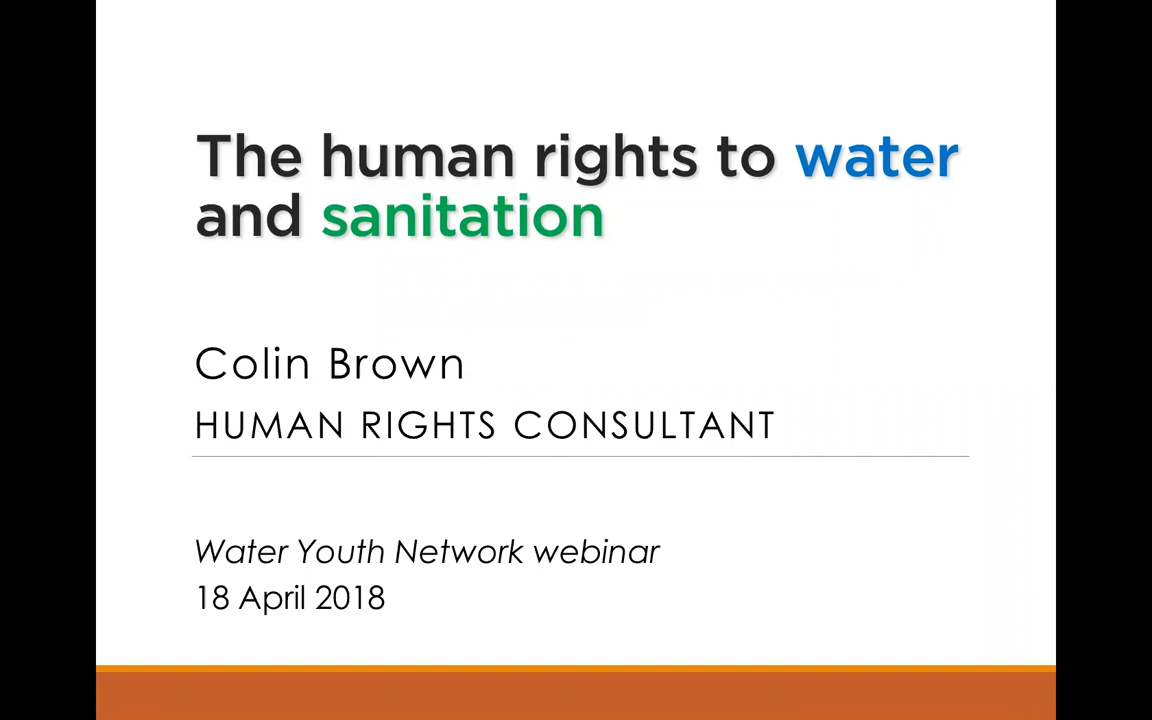 The human rights to water
and sanitation
Colin Brown
HUMAN RIGHTS CONSULTANT
Water Youth Network webinar
18 April 2018